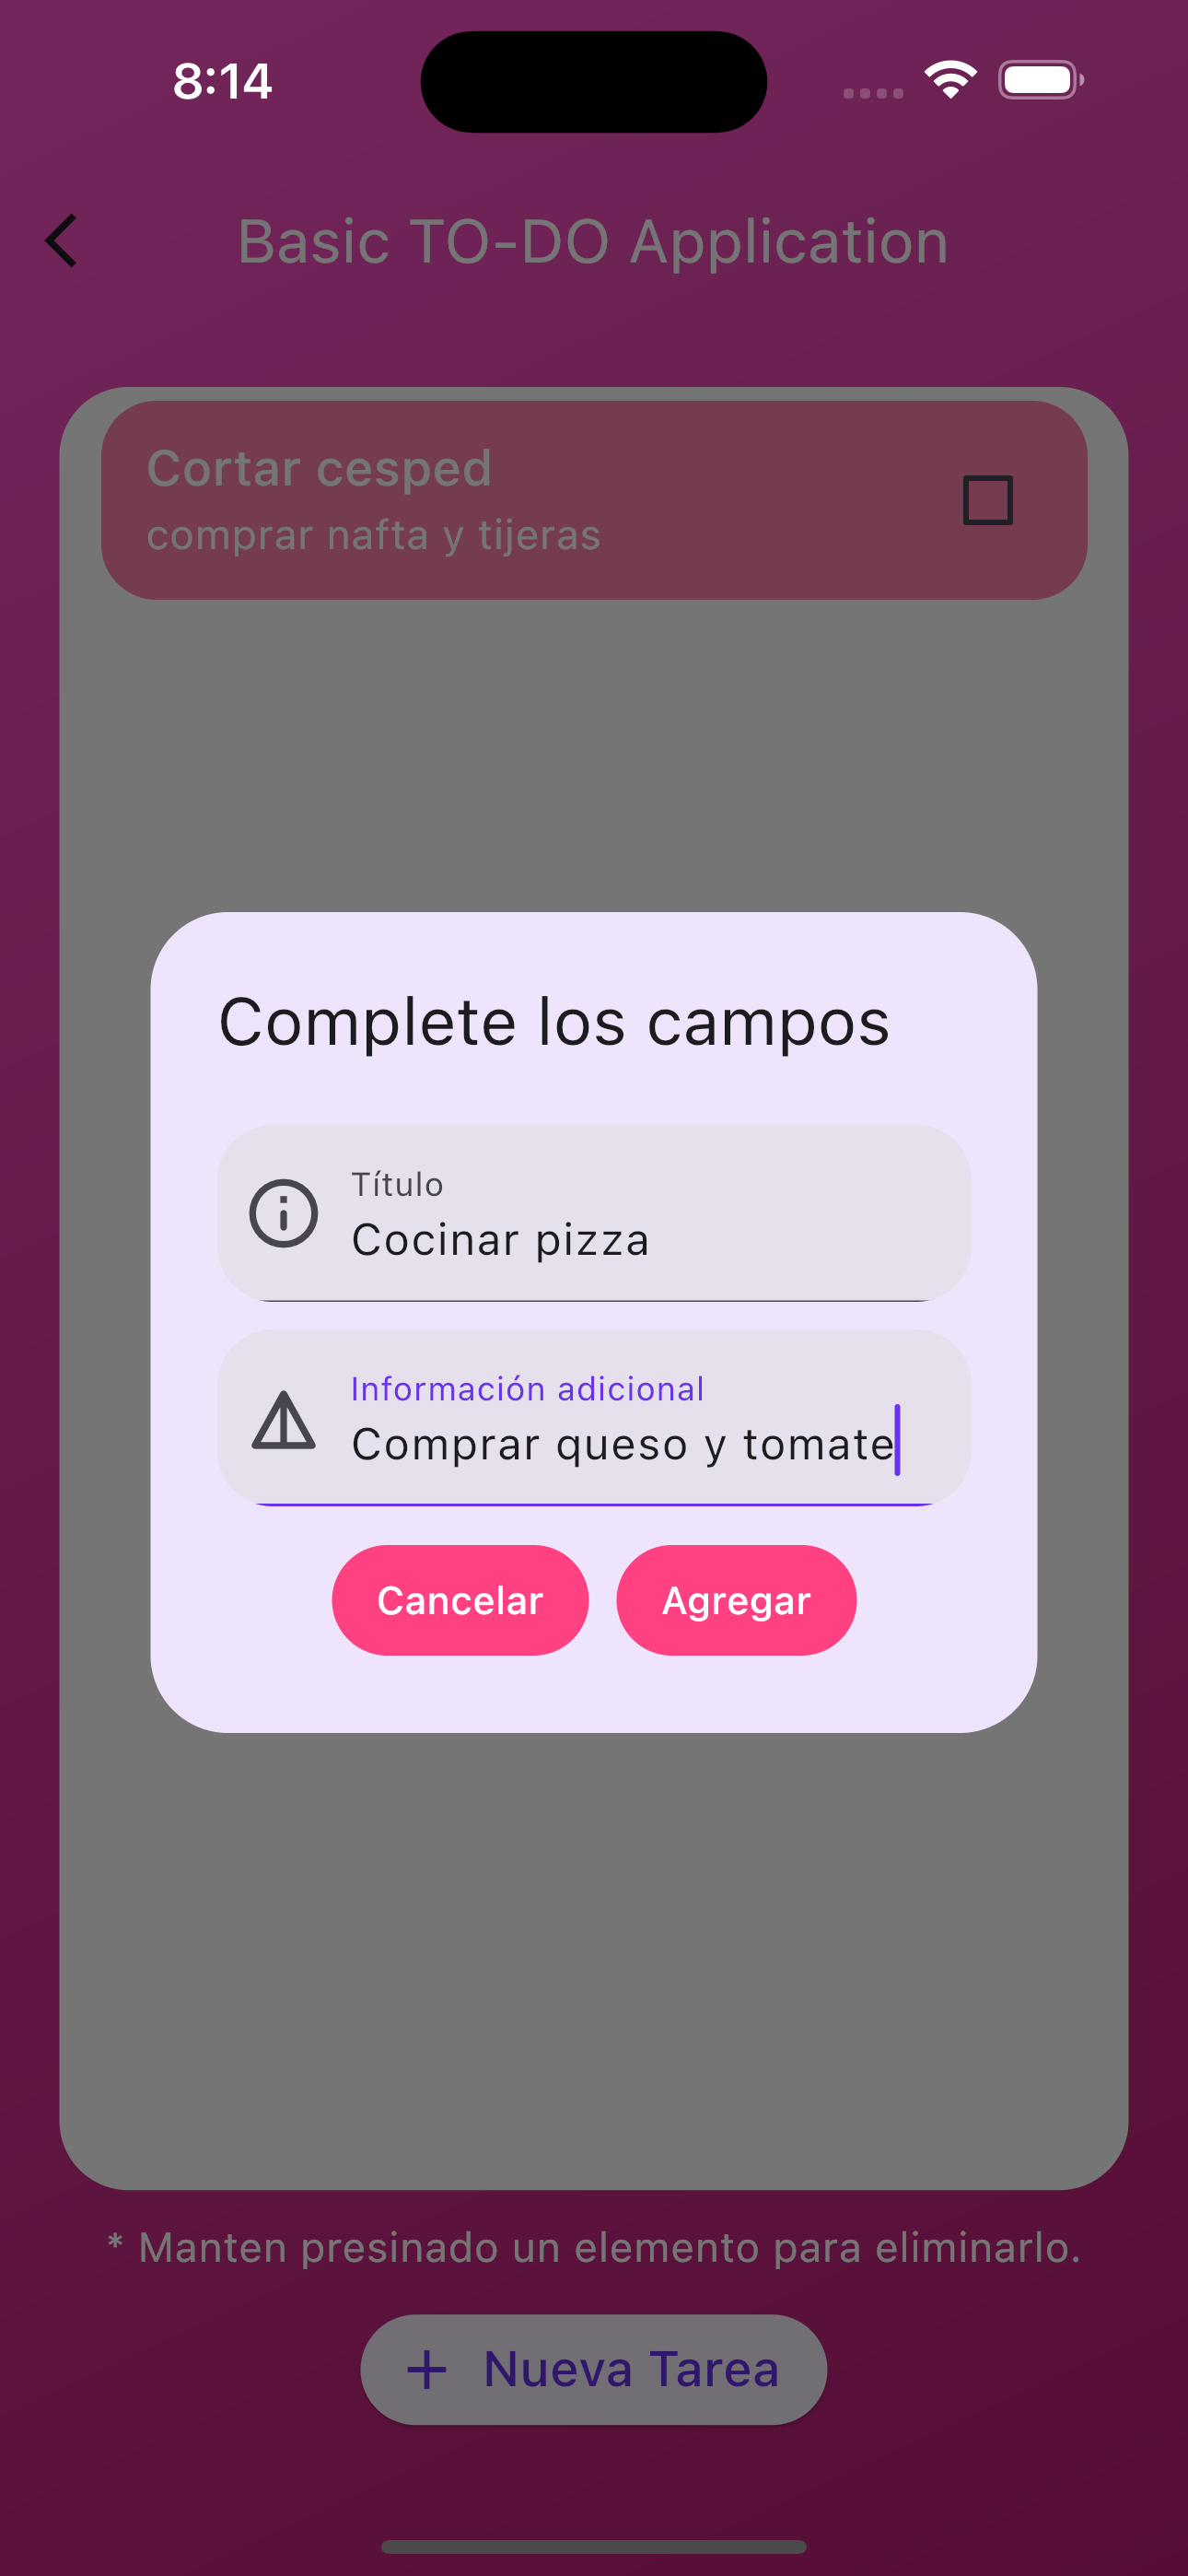 8:14
Basic TO-DO Application
Cortar cesped
comprar nafta y tijeras
Complete los campos
Título
Cocinar pizza
Información adicional
Comprar queso y tomate
Cancelar Agregar
* Manten presinado un elemento para eliminarlo.
+ Nueva Tarea